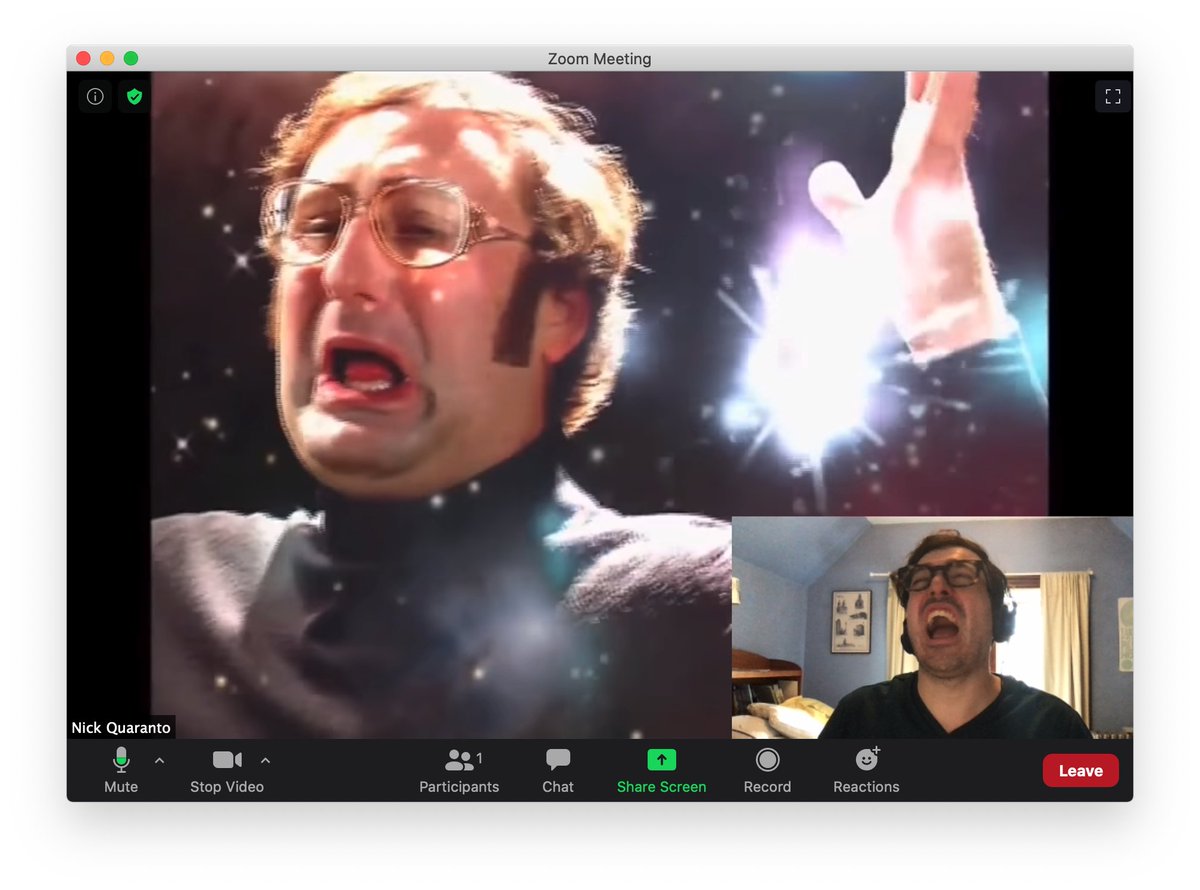 Zoom Meeting
Nick Quaranto
Mute
Stop Video
Participants
1
Chat
Share Screen
Record
Reactions
Leave